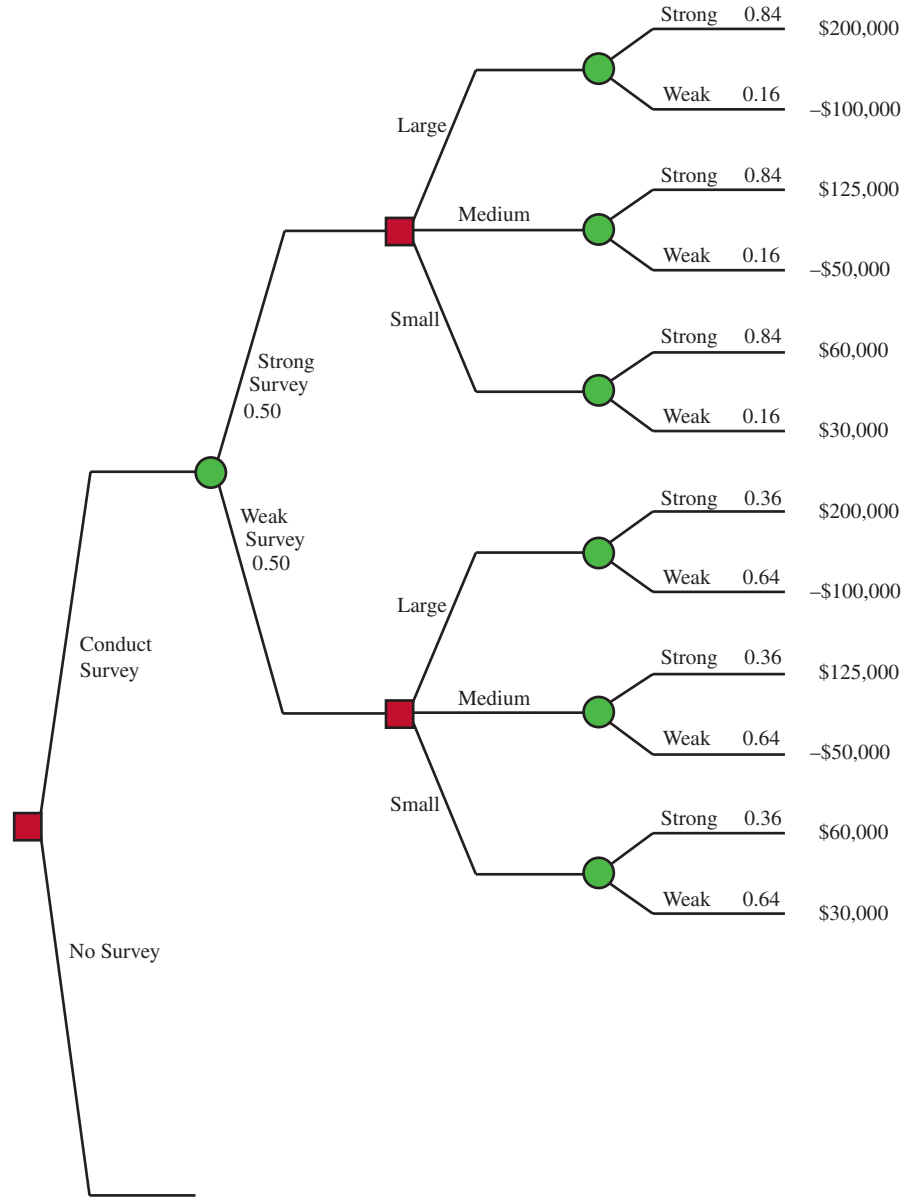 Strong 0.84 $200,000
Weak 0.16 –$100,000
Large
Strong 0.84 $125,000
Medium
Weak 0.16 –$50,000
Small
Strong 0.84 $60,000
Strong
Survey
0.50
Weak 0.16 $30,000
Weak
Survey
0.50
Strong 0.36 $200,000
Weak 0.64 –$100,000
Large
Conduct
Survey
Strong 0.36 $125,000
Medium
Weak 0.64 –$50,000
Small
Strong 0.36 $60,000
Weak 0.64 $30,000
No Survey